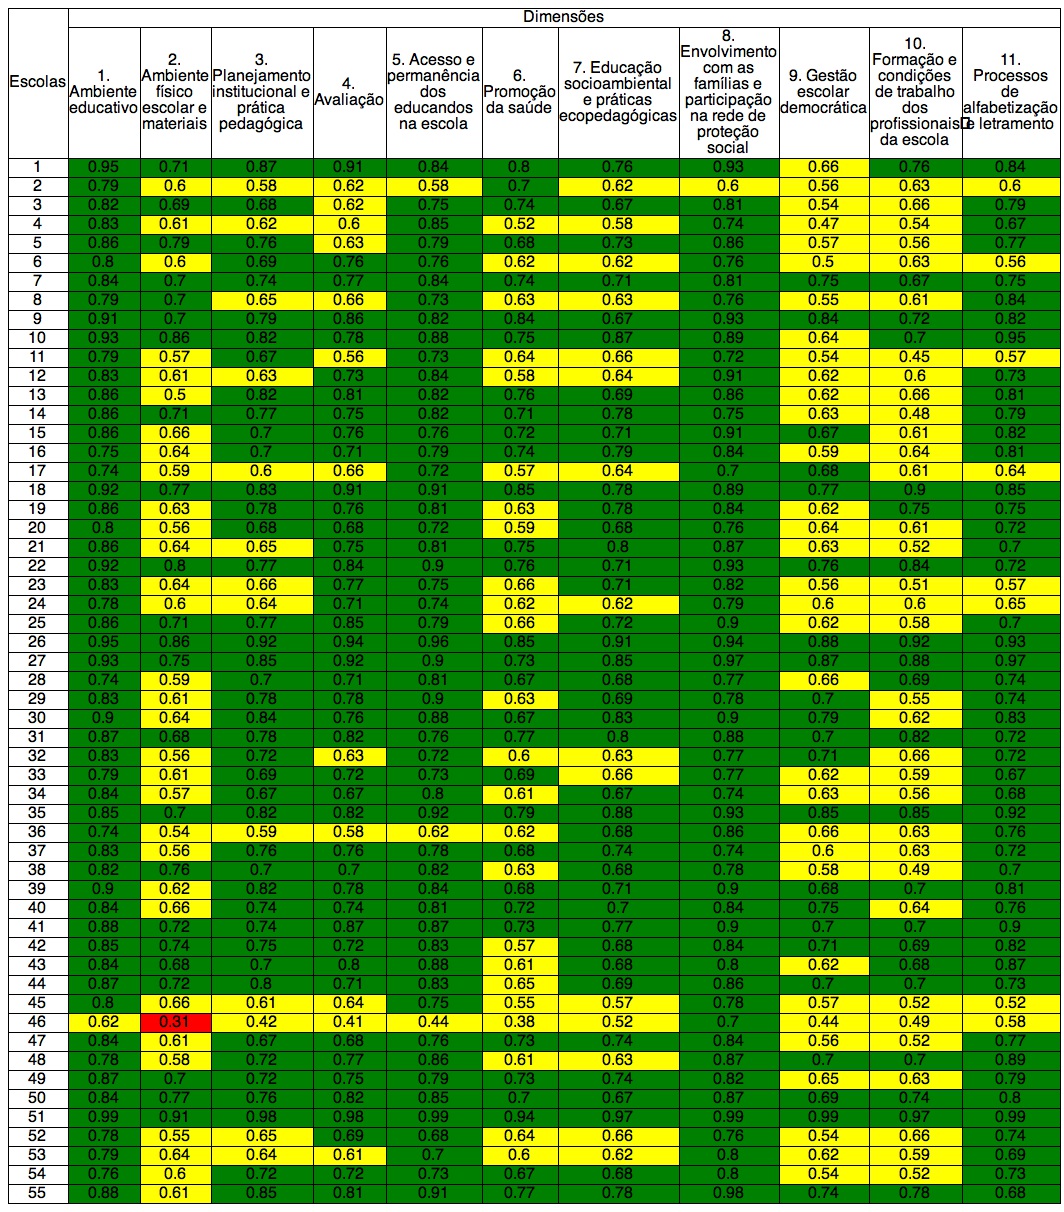 Dimensões
Escolas
1. Ambiente educativo
2. Ambiente físico escolar e materiais
3. Planejamento institucional e prática pedagógica
4. Avaliação
5. Acesso e permanência dos educandos na escola
6. Promoção da saúde
7. Educação socioambiental e práticas ecopedagógicas
8. Envolvimento com as famílias e participação na rede de proteção social
9. Gestão escolar democrática
10. Formação e condições de trabalho dos profissionais da escola
11. Processos de alfabetização e letramento
1 0.95 0.71 0.87 0.91 0.84 0.8 0.76 0.93 0.66 0.76 0.84
2 0.79 0.6 0.58 0.62 0.58 0.7 0.62 0.6 0.56 0.63 0.6
3 0.82 0.69 0.68 0.62 0.75 0.74 0.67 0.81 0.54 0.66 0.79
4 0.83 0.61 0.62 0.6 0.85 0.52 0.58 0.74 0.47 0.54 0.67
5 0.86 0.79 0.76 0.63 0.79 0.68 0.73 0.86 0.57 0.56 0.77
6 0.8 0.6 0.69 0.76 0.76 0.62 0.62 0.76 0.5 0.63 0.56
7 0.84 0.7 0.74 0.77 0.84 0.74 0.71 0.81 0.75 0.67 0.75
8 0.79 0.7 0.65 0.66 0.73 0.63 0.63 0.76 0.55 0.61 0.84
9 0.91 0.7 0.79 0.86 0.82 0.84 0.67 0.93 0.84 0.72 0.82
10 0.93 0.86 0.82 0.78 0.88 0.75 0.87 0.89 0.64 0.7 0.95
11 0.79 0.57 0.67 0.56 0.73 0.64 0.66 0.72 0.54 0.45 0.57
12 0.83 0.61 0.63 0.73 0.84 0.58 0.64 0.91 0.62 0.6 0.73
13 0.86 0.5 0.82 0.81 0.82 0.76 0.69 0.86 0.62 0.66 0.81
14 0.86 0.71 0.77 0.75 0.82 0.71 0.78 0.75 0.63 0.48 0.79
15 0.86 0.66 0.7 0.76 0.76 0.72 0.71 0.91 0.67 0.61 0.82
16 0.75 0.64 0.7 0.71 0.79 0.74 0.79 0.84 0.59 0.64 0.81
17 0.74 0.59 0.6 0.66 0.72 0.57 0.64 0.7 0.68 0.61 0.64
18 0.92 0.77 0.83 0.91 0.91 0.85 0.78 0.89 0.77 0.9 0.85
19 0.86 0.63 0.78 0.76 0.81 0.63 0.78 0.84 0.62 0.75 0.75
20 0.8 0.56 0.68 0.68 0.72 0.59 0.68 0.76 0.64 0.61 0.72
21 0.86 0.64 0.65 0.75 0.81 0.75 0.8 0.87 0.63 0.52 0.7
22 0.92 0.8 0.77 0.84 0.9 0.76 0.71 0.93 0.76 0.84 0.72
23 0.83 0.64 0.66 0.77 0.77 0.66 0.71 0.82 0.56 0.51 0.57
24 0.78 0.6 0.64 0.71 0.74 0.62 0.62 0.79 0.6 0.6 0.65
25 0.86 0.71 0.77 0.85 0.79 0.66 0.72 0.9 0.62 0.58 0.7
26 0.95 0.86 0.92 0.94 0.96 0.85 0.91 0.94 0.88 0.92 0.93
27 0.93 0.75 0.85 0.92 0.9 0.73 0.85 0.97 0.87 0.88 0.97
28 0.74 0.59 0.7 0.71 0.81 0.67 0.68 0.77 0.66 0.69 0.74
29 0.83 0.61 0.78 0.78 0.9 0.63 0.69 0.78 0.7 0.55 0.74
30 0.9 0.64 0.84 0.76 0.88 0.67 0.83 0.9 0.79 0.62 0.83
31 0.87 0.68 0.78 0.82 0.76 0.77 0.8 0.88 0.7 0.82 0.72
32 0.83 0.56 0.72 0.63 0.72 0.6 0.63 0.77 0.71 0.66 0.72
33 0.79 0.61 0.69 0.72 0.73 0.69 0.66 0.77 0.62 0.59 0.67
34 0.84 0.57 0.67 0.67 0.8 0.61 0.67 0.74 0.63 0.56 0.68
35 0.85 0.7 0.82 0.82 0.92 0.79 0.88 0.93 0.85 0.85 0.92
36 0.74 0.54 0.59 0.58 0.62 0.62 0.68 0.86 0.66 0.63 0.76
37 0.83 0.56 0.76 0.76 0.78 0.68 0.74 0.74 0.6 0.63 0.72
38 0.82 0.76 0.7 0.7 0.82 0.63 0.68 0.78 0.58 0.49 0.7
39 0.9 0.62 0.82 0.78 0.84 0.68 0.71 0.9 0.68 0.7 0.81
40 0.84 0.66 0.74 0.74 0.81 0.72 0.7 0.84 0.75 0.64 0.76
41 0.88 0.72 0.74 0.87 0.87 0.73 0.77 0.9 0.7 0.7 0.9
42 0.85 0.74 0.75 0.72 0.83 0.57 0.68 0.84 0.71 0.69 0.82
43 0.84 0.68 0.7 0.8 0.88 0.61 0.68 0.8 0.62 0.68 0.87
44 0.87 0.72 0.8 0.71 0.83 0.65 0.69 0.86 0.7 0.7 0.73
45 0.8 0.66 0.61 0.64 0.75 0.55 0.57 0.78 0.57 0.52 0.52
46 0.62 0.31 0.42 0.41 0.44 0.38 0.52 0.7 0.44 0.49 0.58
47 0.84 0.61 0.67 0.68 0.76 0.73 0.74 0.84 0.56 0.52 0.77
48 0.78 0.58 0.72 0.77 0.86 0.61 0.63 0.87 0.7 0.7 0.89
49 0.87 0.7 0.72 0.75 0.79 0.73 0.74 0.82 0.65 0.63 0.79
50 0.84 0.77 0.76 0.82 0.85 0.7 0.67 0.87 0.69 0.74 0.8
51 0.99 0.91 0.98 0.98 0.99 0.94 0.97 0.99 0.99 0.97 0.99
52 0.78 0.55 0.65 0.69 0.68 0.64 0.66 0.76 0.54 0.66 0.74
53 0.79 0.64 0.64 0.61 0.7 0.6 0.62 0.8 0.62 0.59 0.69
54 0.76 0.6 0.72 0.72 0.73 0.67 0.68 0.8 0.54 0.52 0.73
55 0.88 0.61 0.85 0.81 0.91 0.77 0.78 0.98 0.74 0.78 0.68